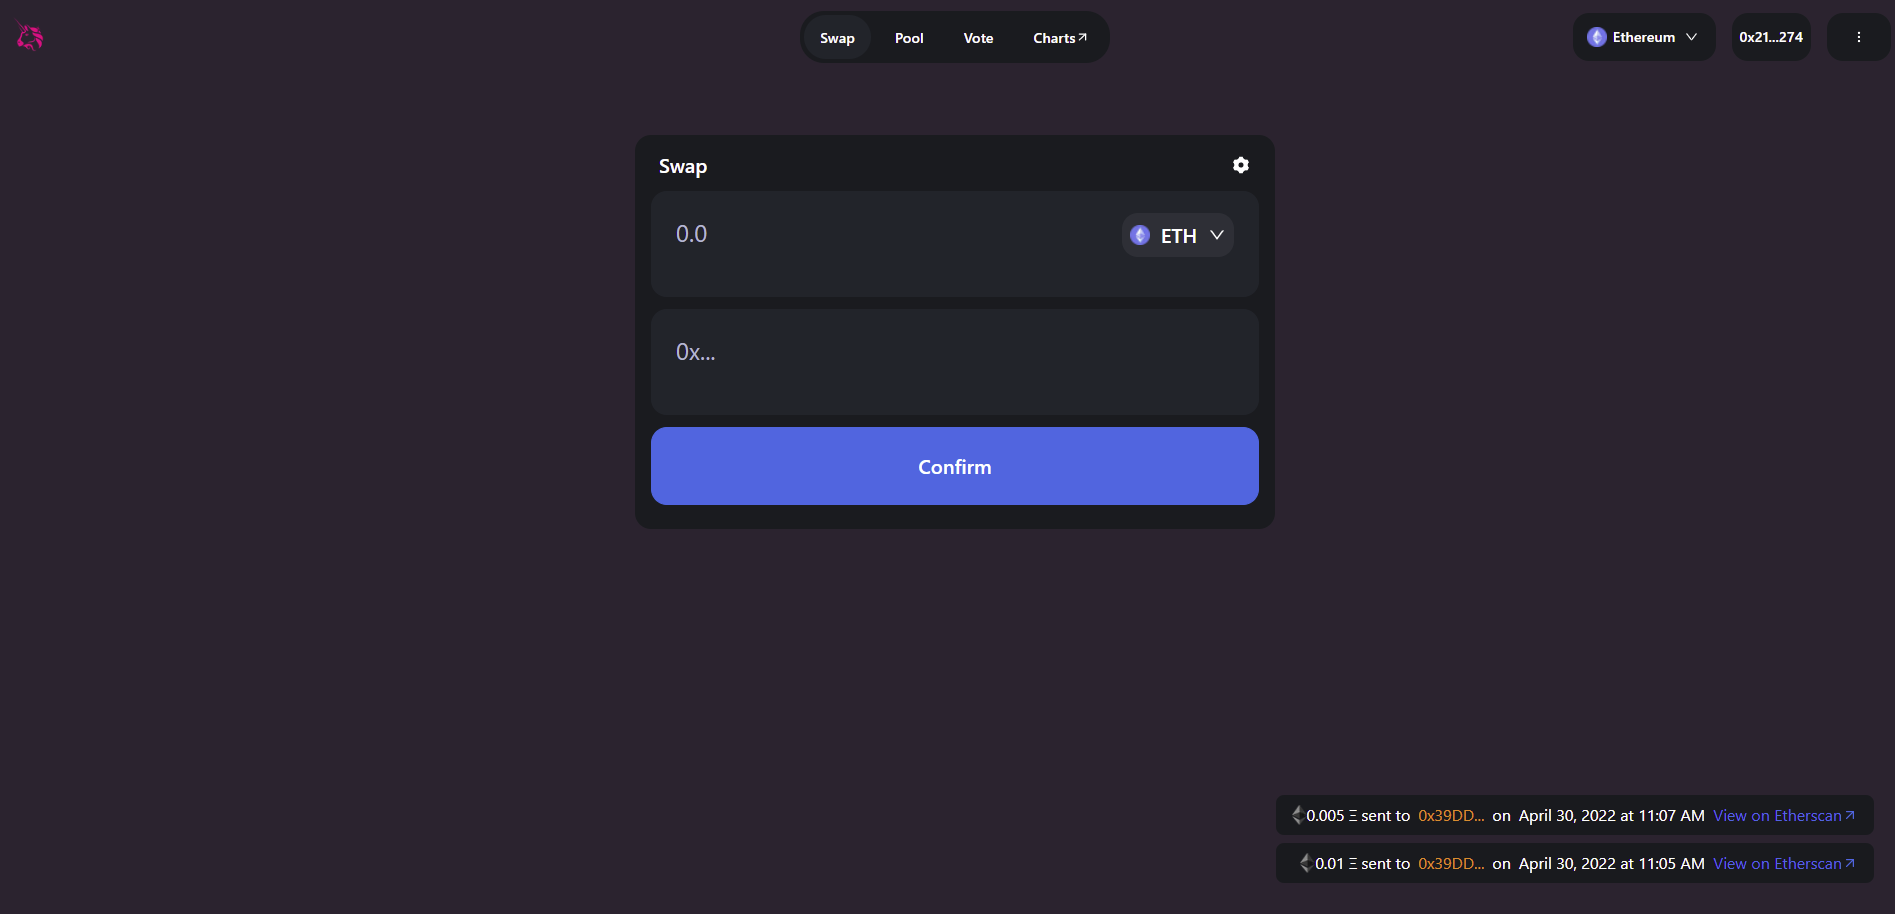 Swap Pool Vote Charts
Ethereum 0x21...274
Swap
0.0 ETH
0x...
Confirm
0.005 Ξ sent to 0x39DD... on April 30, 2022 at 11:07 AM View on Etherscan
0.01 Ξ sent to 0x39DD... on April 30, 2022 at 11:05 AM View on Etherscan